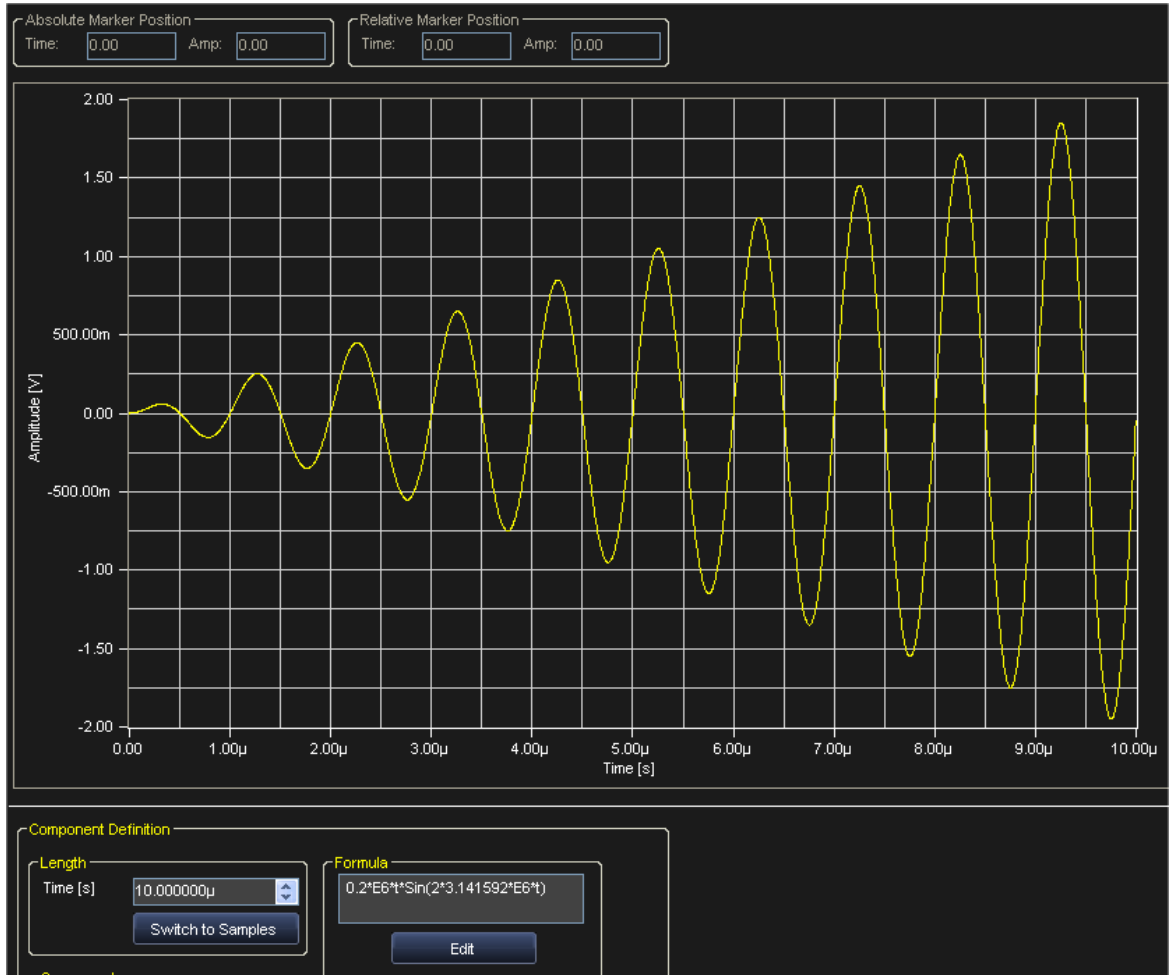 Absolute Marker Position
Time: 0.00 Amp: 0.00
Relative Marker Position
Time: 0.00 Amp: 0.00
2.00
1.50
1.00
500.00m
0.00
-500.00m
-1.00
-1.50
-2.00
Amplitude [V]
0.00 1.00µ 2.00µ 3.00µ 4.00µ 5.00µ 6.00µ 7.00µ 8.00µ 9.00µ 10.00µ
Time [s]
Component Definition
Length
Time [s] 10.000000µ
Switch to Samples
Formula
0.2*E6*t*Sin(2*3.141592*E6*t)
Edit